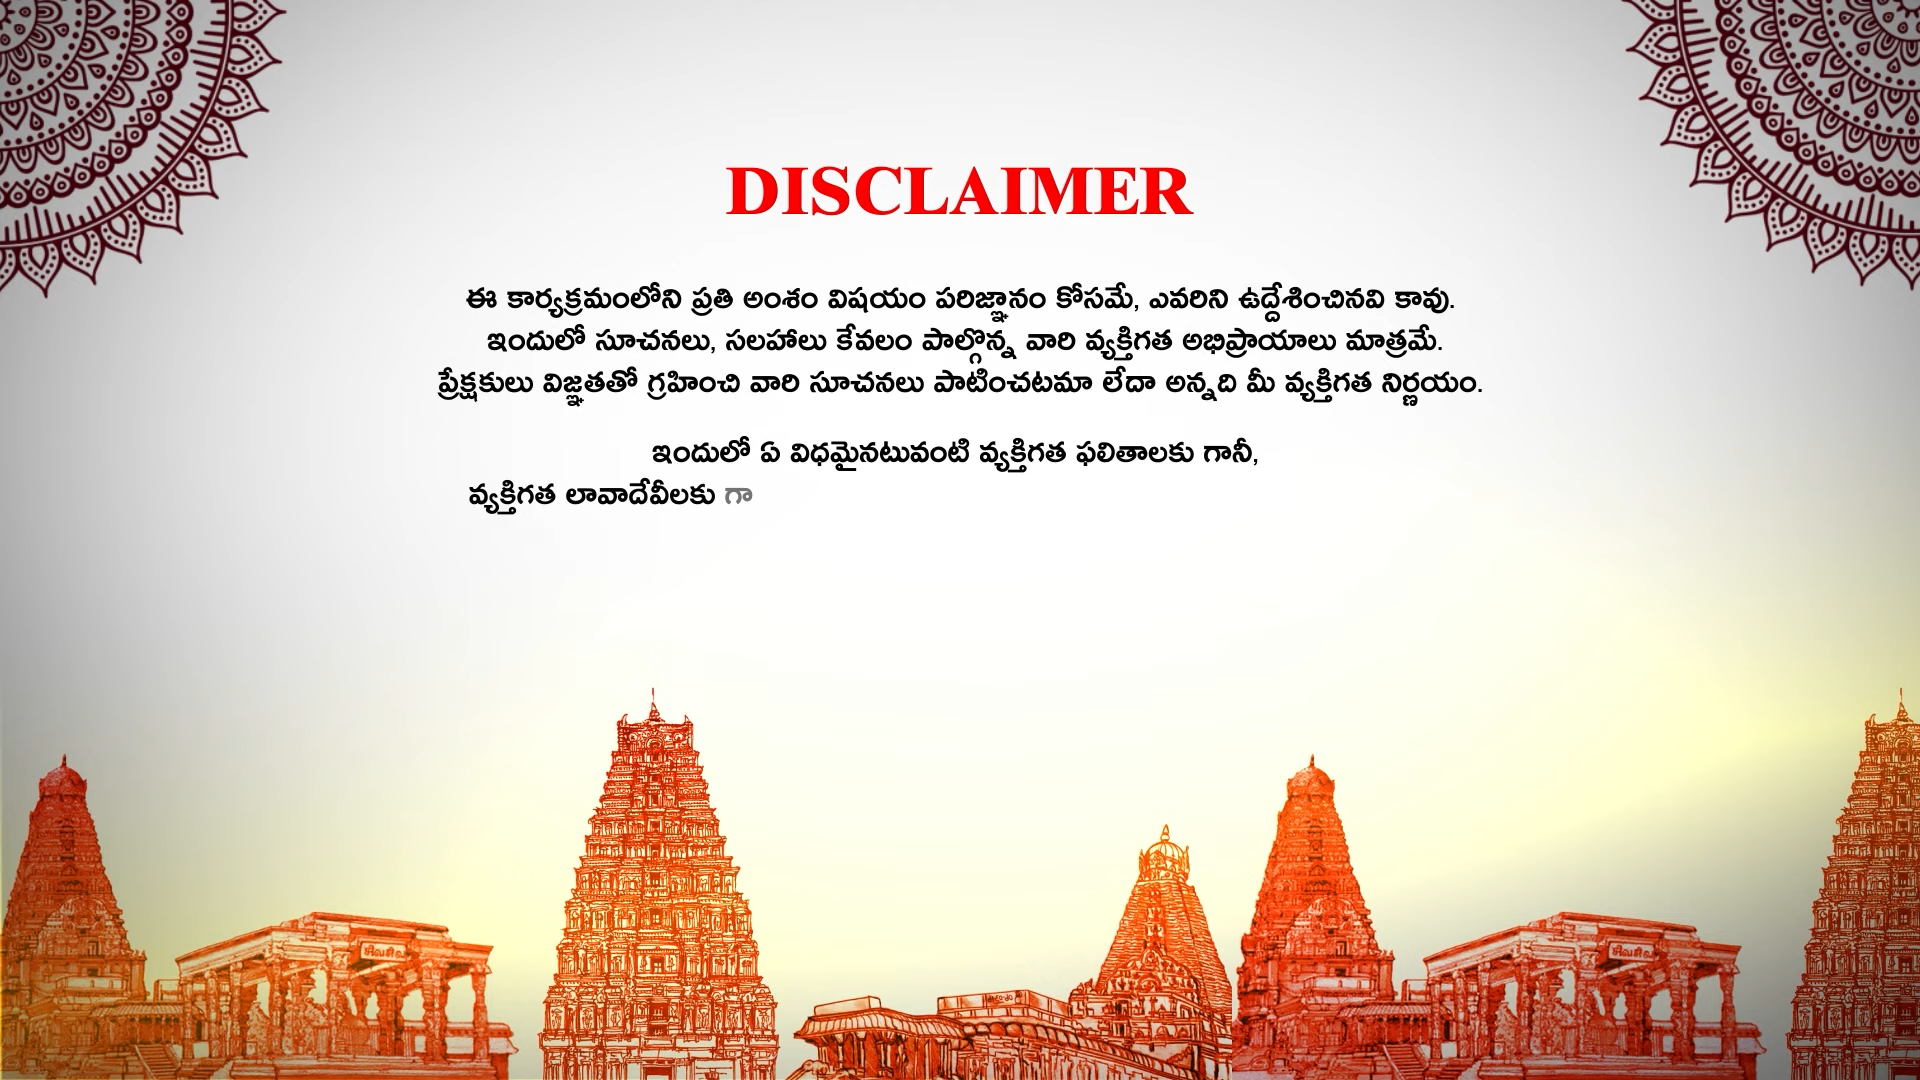 DISCLAIMER
ఈ కార్యక్రమంలోని ప్రతి అంశం విషయం పరిజ్ఞానం కోసమే, ఎవరిని ఉద్దేశించినవి కావు.
ఇందులో సూచనలు, సలహాలు కేవలం పాల్గొన్న వారి వ్యక్తిగత అభిప్రాయాలు మాత్రమే.
ప్రేక్షకులు విజ్ఞతతో గ్రహించి వారి సూచనలు పాటించటమా లేదా అన్నది మీ వ్యక్తిగత నిర్ణయం.
ఇందులో ఏ విధమైనటువంటి వ్యక్తిగత ఫలితాలకు గానీ,
వ్యక్తిగత లావాదేవీలకు గా